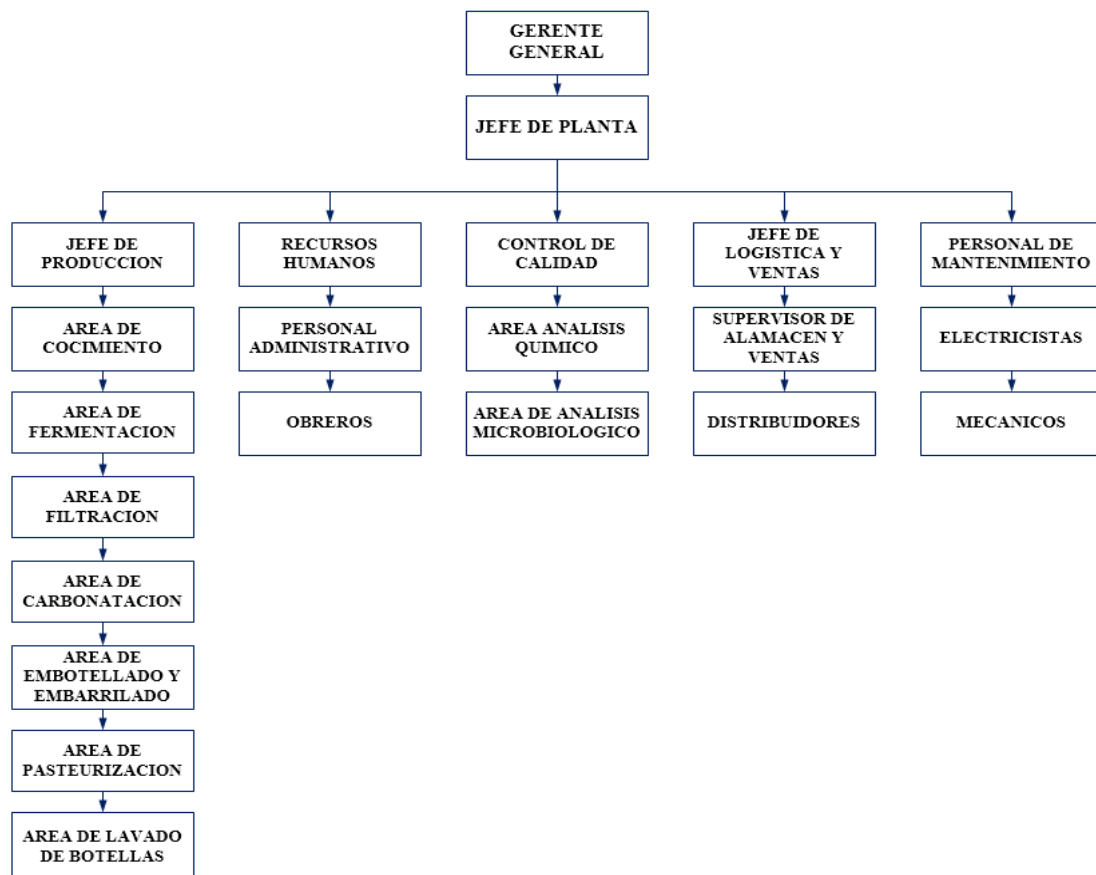 GERENTE
GENERAL
JEFE DE PLANTA
JEFE DE
PRODUCCION
RECURSOS
HUMANOS
CONTROL DE
CALIDAD
JEFE DE
LOGISTICA Y
VENTAS
PERSONAL DE
MANTENIMIENTO
AREA DE
COCIMIENTO
PERSONAL
ADMINISTRATIVO
AREA ANALISIS
QUIMICO
SUPERVISOR DE
ALAMACEN Y
VENTAS
ELECTRICISTAS
AREA DE
FERMENTACION
OBREROS
AREA DE ANALISIS
MICROBIOLOGICO
DISTRIBUIDORES
MECANICOS
AREA DE
FILTRACION
AREA DE
CARBONATACION
AREA DE
EMBOTELLADO Y
EMBARRILADO
AREA DE
PASTEURIZACION
AREA DE LAVADO
DE BOTELLAS